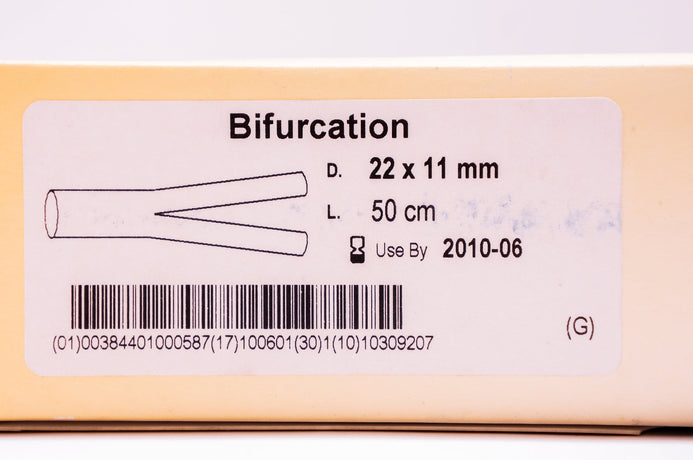 Bifurcation
D. 22 x 11 mm
L. 50 cm
Use By 2010-06
(01)00384401000587(17)100601(30)1(10)10309207
(G)